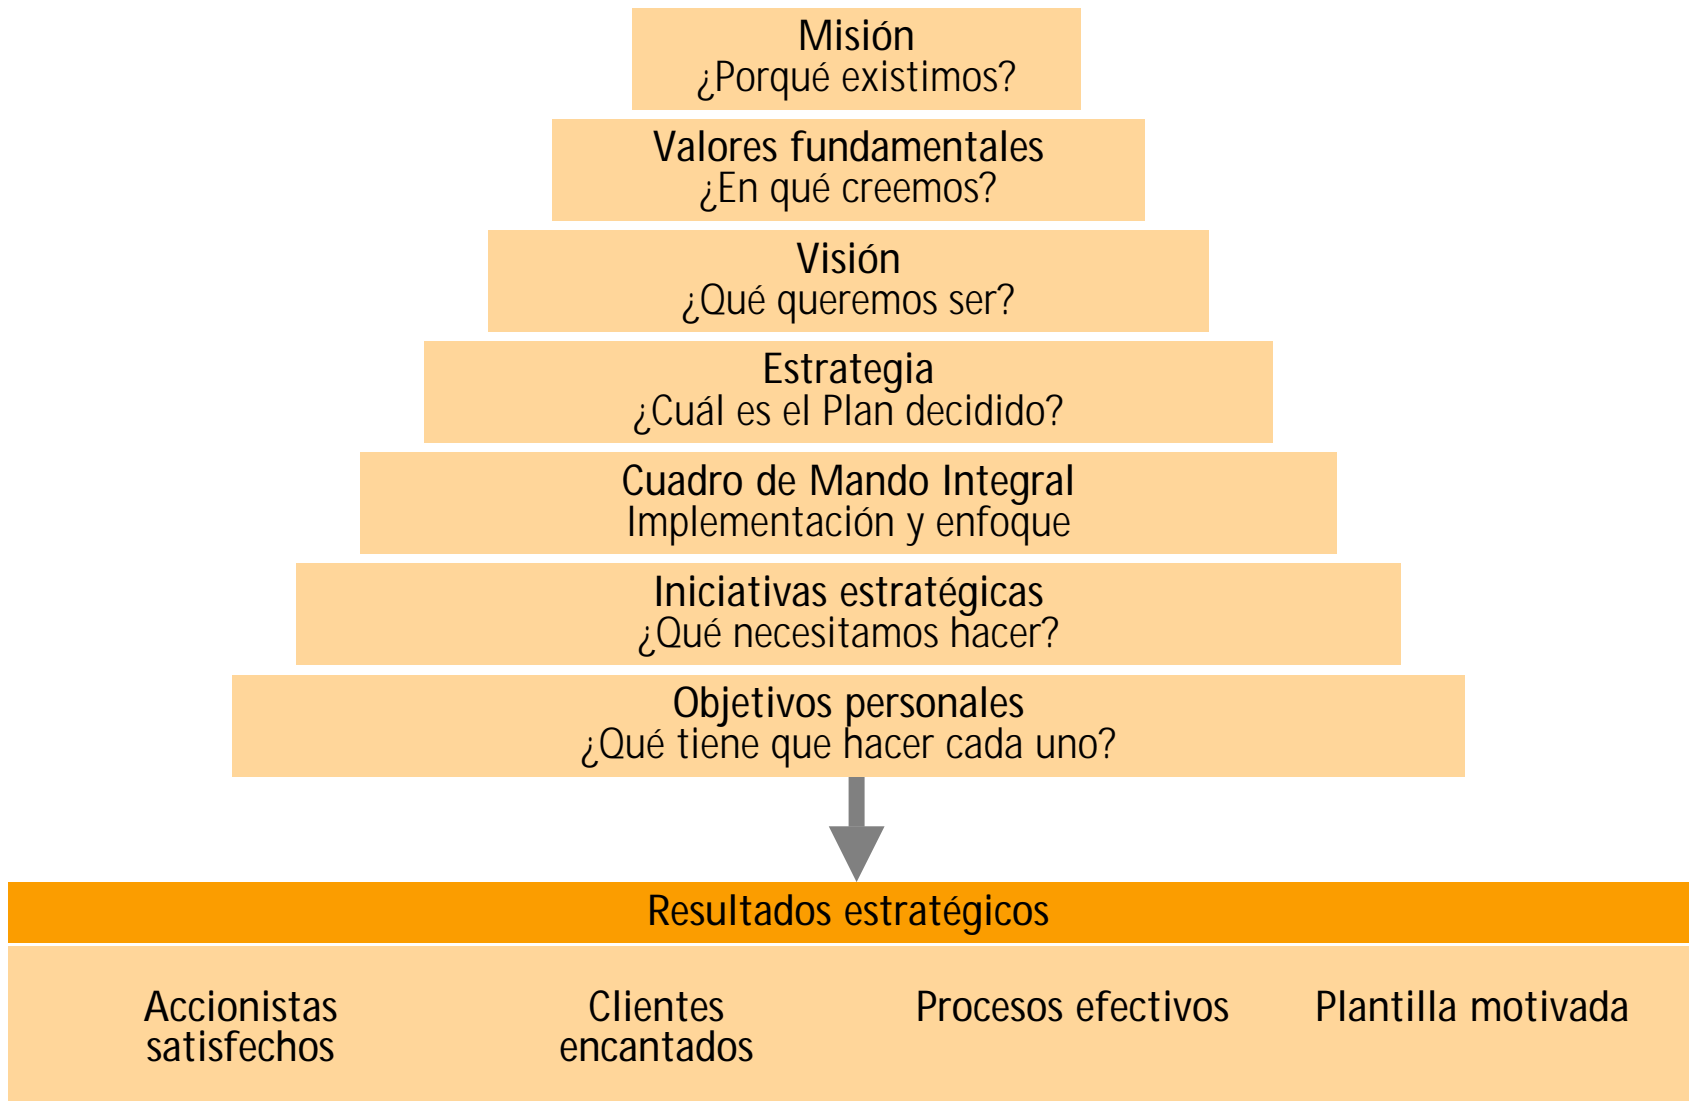 Misión
¿Porqué existimos?
Valores fundamentales
¿En qué creemos?
Visión
¿Qué queremos ser?
Estrategia
¿Cuál es el Plan decidido?
Cuadro de Mando Integral
Implementación y enfoque
Iniciativas estratégicas
¿Qué necesitamos hacer?
Objetivos personales
¿Qué tiene que hacer cada uno?
Resultados estratégicos
Accionistas
satisfechos
Clientes
encantados
Procesos efectivos
Plantilla motivada